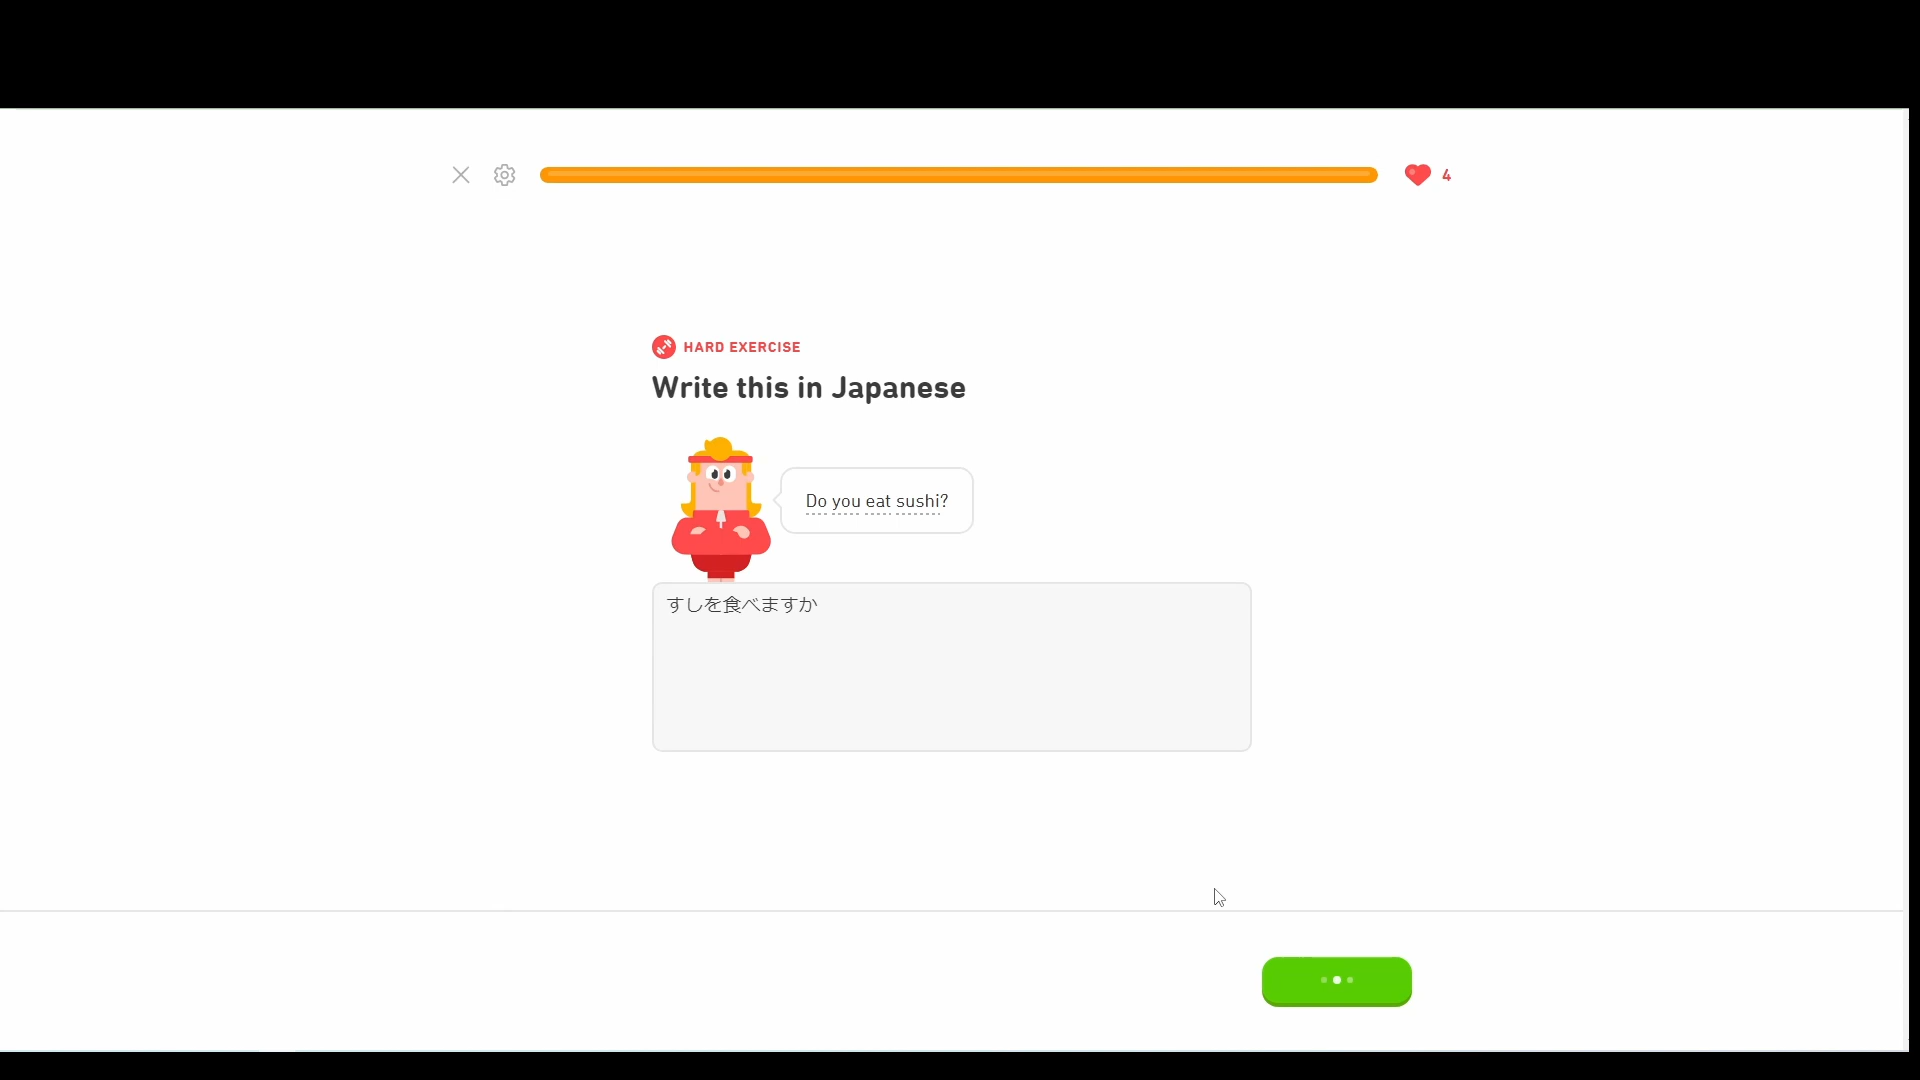 4
HARD EXERCISE
Write this in Japanese
Do you eat sushi?
すしを食べますか